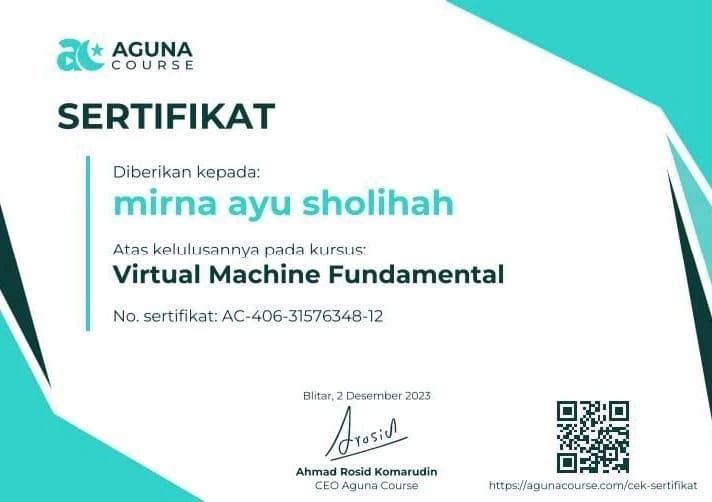 AGUNA
COURSE
SERTIFIKAT
Diberikan kepada:
mirna ayu sholihah
Atas kelulusannya pada kursus:
Virtual Machine Fundamental
No. sertifikat: AC-406-31576348-12
Blitar, 2 Desember 2023
Arosid
Ahmad Rosid Komarudin
CEO Aguna Course
https://agunacourse.com/cek-sertifikat